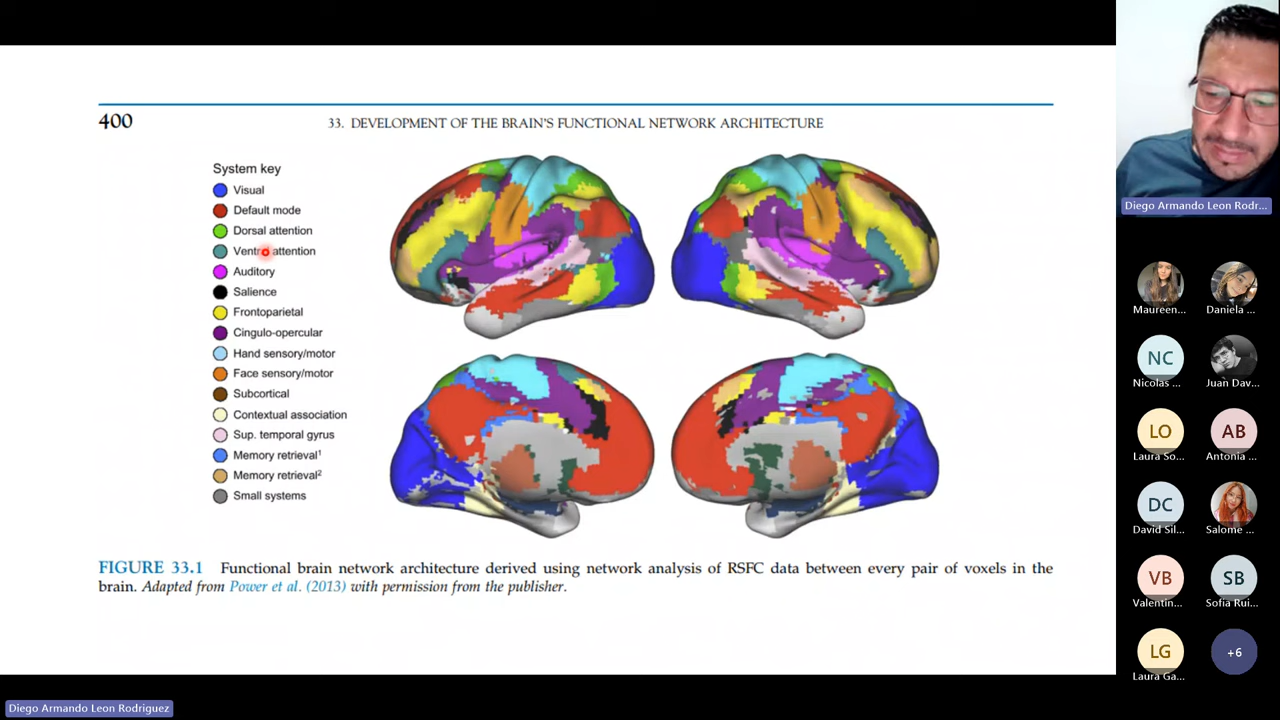 400
33. DEVELOPMENT OF THE BRAIN'S FUNCTIONAL NETWORK ARCHITECTURE
System key
Visual
Default mode
Dorsal attention
Ventral attention
Auditory
Salience
Frontoparietal
Cingulo-opercular
Hand sensory/motor
Face sensory/motor
Subcortical
Contextual association
Sup. temporal gyrus
Memory retrieval¹
Memory retrieval²
Small systems
FIGURE 33.1 Functional brain network architecture derived using network analysis of RSFC data between every pair of voxels in the
brain. Adapted from Power et al. (2013) with permission from the publisher.
Diego Armando Leon Rodr...
Maureen...
Daniela ...
NC
Nicolas ...
Juan Dav...
LO
Laura So...
AB
Antonia ...
DC
David Sil...
Salome ...
VB
Valentin...
SB
Sofia Rui...
LG
Laura Ga...
+6
Diego Armando Leon Rodriguez